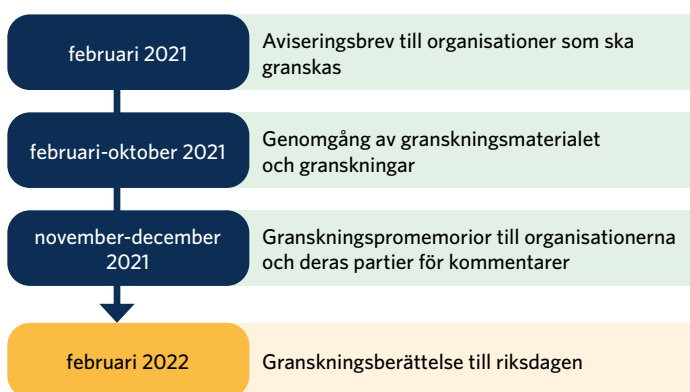 februari 2021
Aviseringsbrev till organisationer som ska
granskas
februari-oktober 2021
Genomgång av granskningsmaterialet
och granskningar
november-december
2021
Granskningspromemorior till organisationerna
och deras partier för kommentarer
februari 2022
Granskningsberättelse till riksdagen